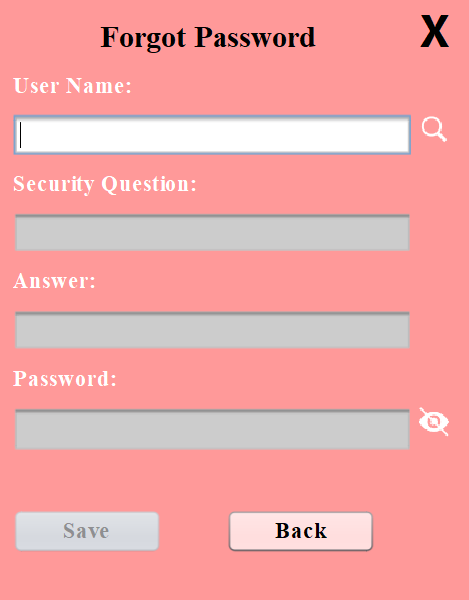 Forgot Password
X
User Name:
Security Question:
Answer:
Password:
Save
Back